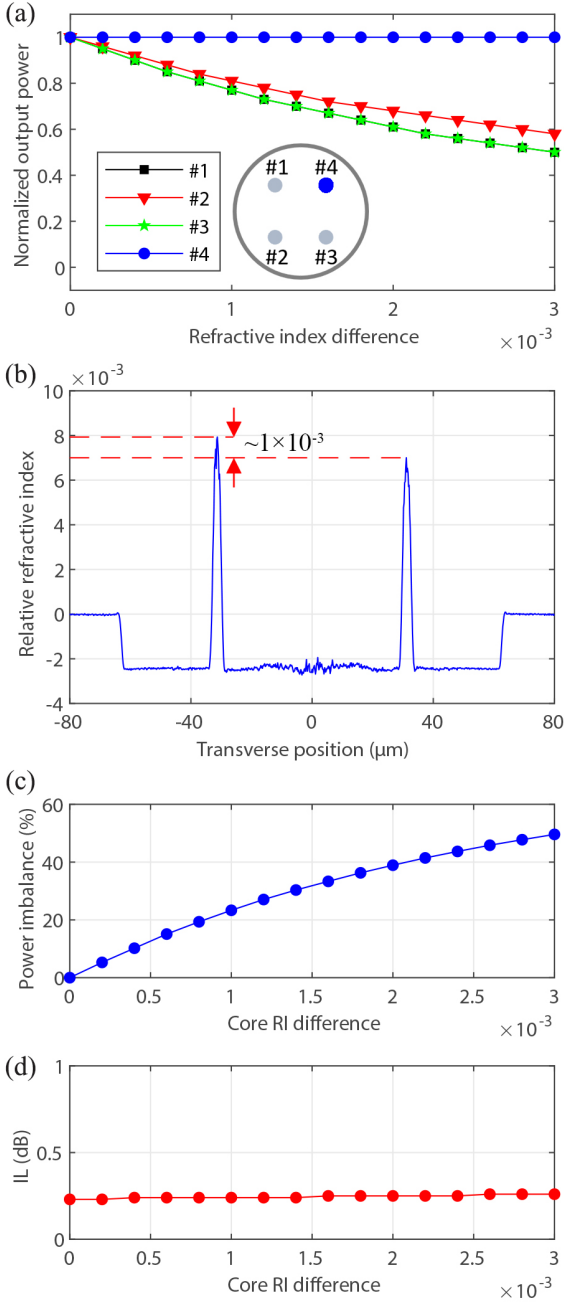 (a)
Normalized output power
1
0.8
0.6
0.4
0.2
0
#1
#2
#3
#4
#1 #4
#2 #3
0 1 2 3
Refractive index difference ×10⁻³
(b)
×10⁻³
Relative refractive index
10
8
6
4
2
0
-2
-4
~1×10⁻³
-80 -40 0 40 80
Transverse position (µm)
(c)
Power imbalance (%)
60
40
20
0
0 0.5 1 1.5 2 2.5 3
Core RI difference ×10⁻³
(d)
IL (dB)
1
0.5
0
0 0.5 1 1.5 2 2.5 3
Core RI difference ×10⁻³